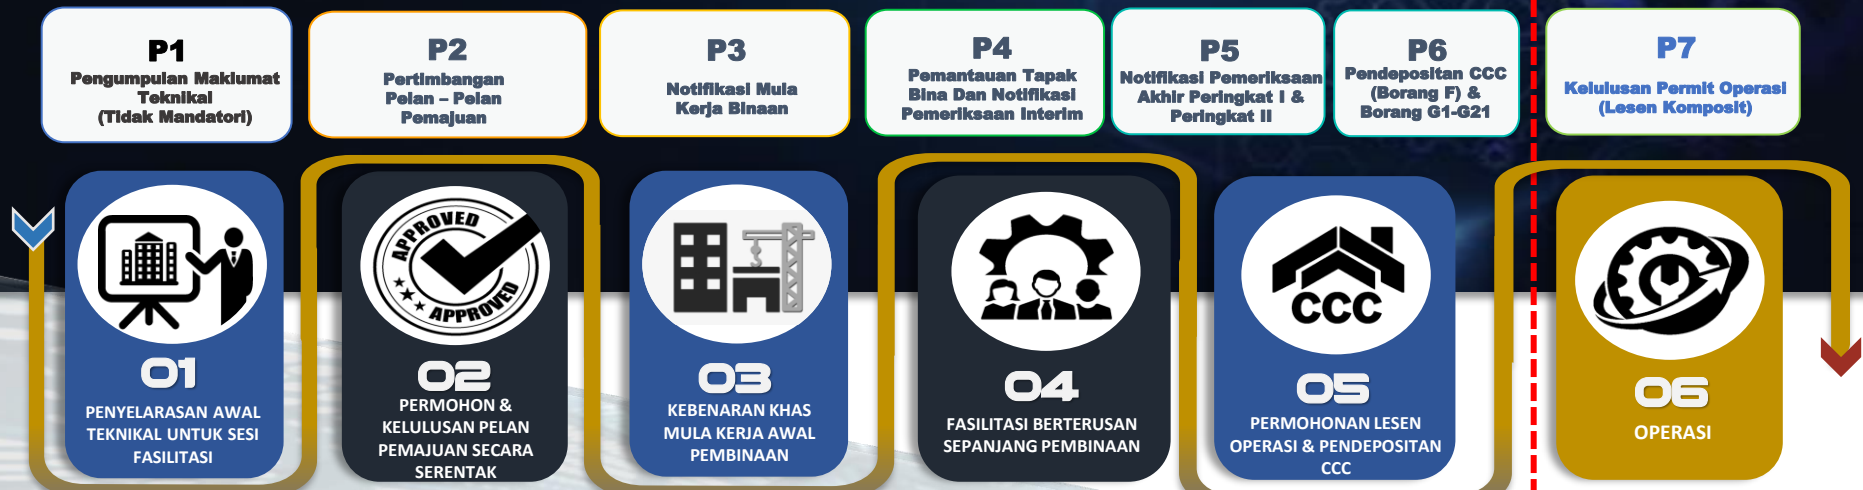 P1
Pengumpulan Maklumat
Teknikal
(Tidak Mandatori)
P2
Pertimbangan
Pelan – Pelan
Pemajuan
P3
Notifikasi Mula
Kerja Binaan
P4
Pemantauan Tapak
Bina Dan Notifikasi
Pemeriksaan Interim
P5
Notifikasi Pemeriksaan
Akhir Peringkat I &
Peringkat II
P6
Pendepositan CCC
(Borang F) &
Borang G1-G21
P7
Kelulusan Permit Operasi
(Lesen Komposit)
01
PENYELARASAN AWAL
TEKNIKAL UNTUK SESI
FASILITASI
APPROVED
APPROVED
02
PERMOHON &
KELULUSAN PELAN
PEMAJUAN SECARA
SERENTAK
03
KEBENARAN KHAS
MULA KERJA AWAL
PEMBINAAN
04
FASILITASI BERTERUSAN
SEPANJANG PEMBINAAN
CCC
05
PERMOHONAN LESEN
OPERASI & PENDEPOSITAN
CCC
06
OPERASI